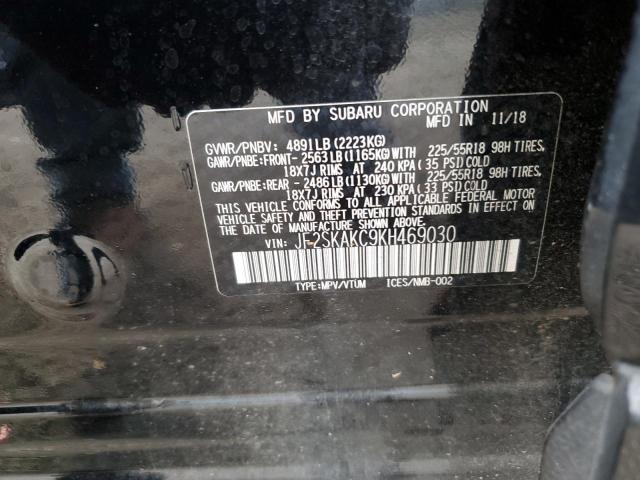 MFD BY SUBARU CORPORATION
MFD IN 11/18
GVWR/PNBV: 4891LB(2223KG)
GAWR/PNBE:FRONT- 2563LB(1165KG)WITH 225/55R18 98H TIRES,
18X7J RIMS AT 240 KPA(35 PSI)COLD
GAWR/PNBE:REAR - 2486LB(1130KG)WITH 225/55R18 98H TIRES,
18X7J RIMS AT 230 KPA(33 PSI)COLD
THIS VEHICLE CONFORMS TO ALL APPLICABLE FEDERAL MOTOR
VEHICLE SAFETY AND THEFT PREVENTION STANDARDS IN EFFECT ON
THE DATE OF MANUFACTURE SHOWN ABOVE.
VIN: JF2SKAKC9KH469030
TYPE:MPV/VTUM ICES/NMB-002